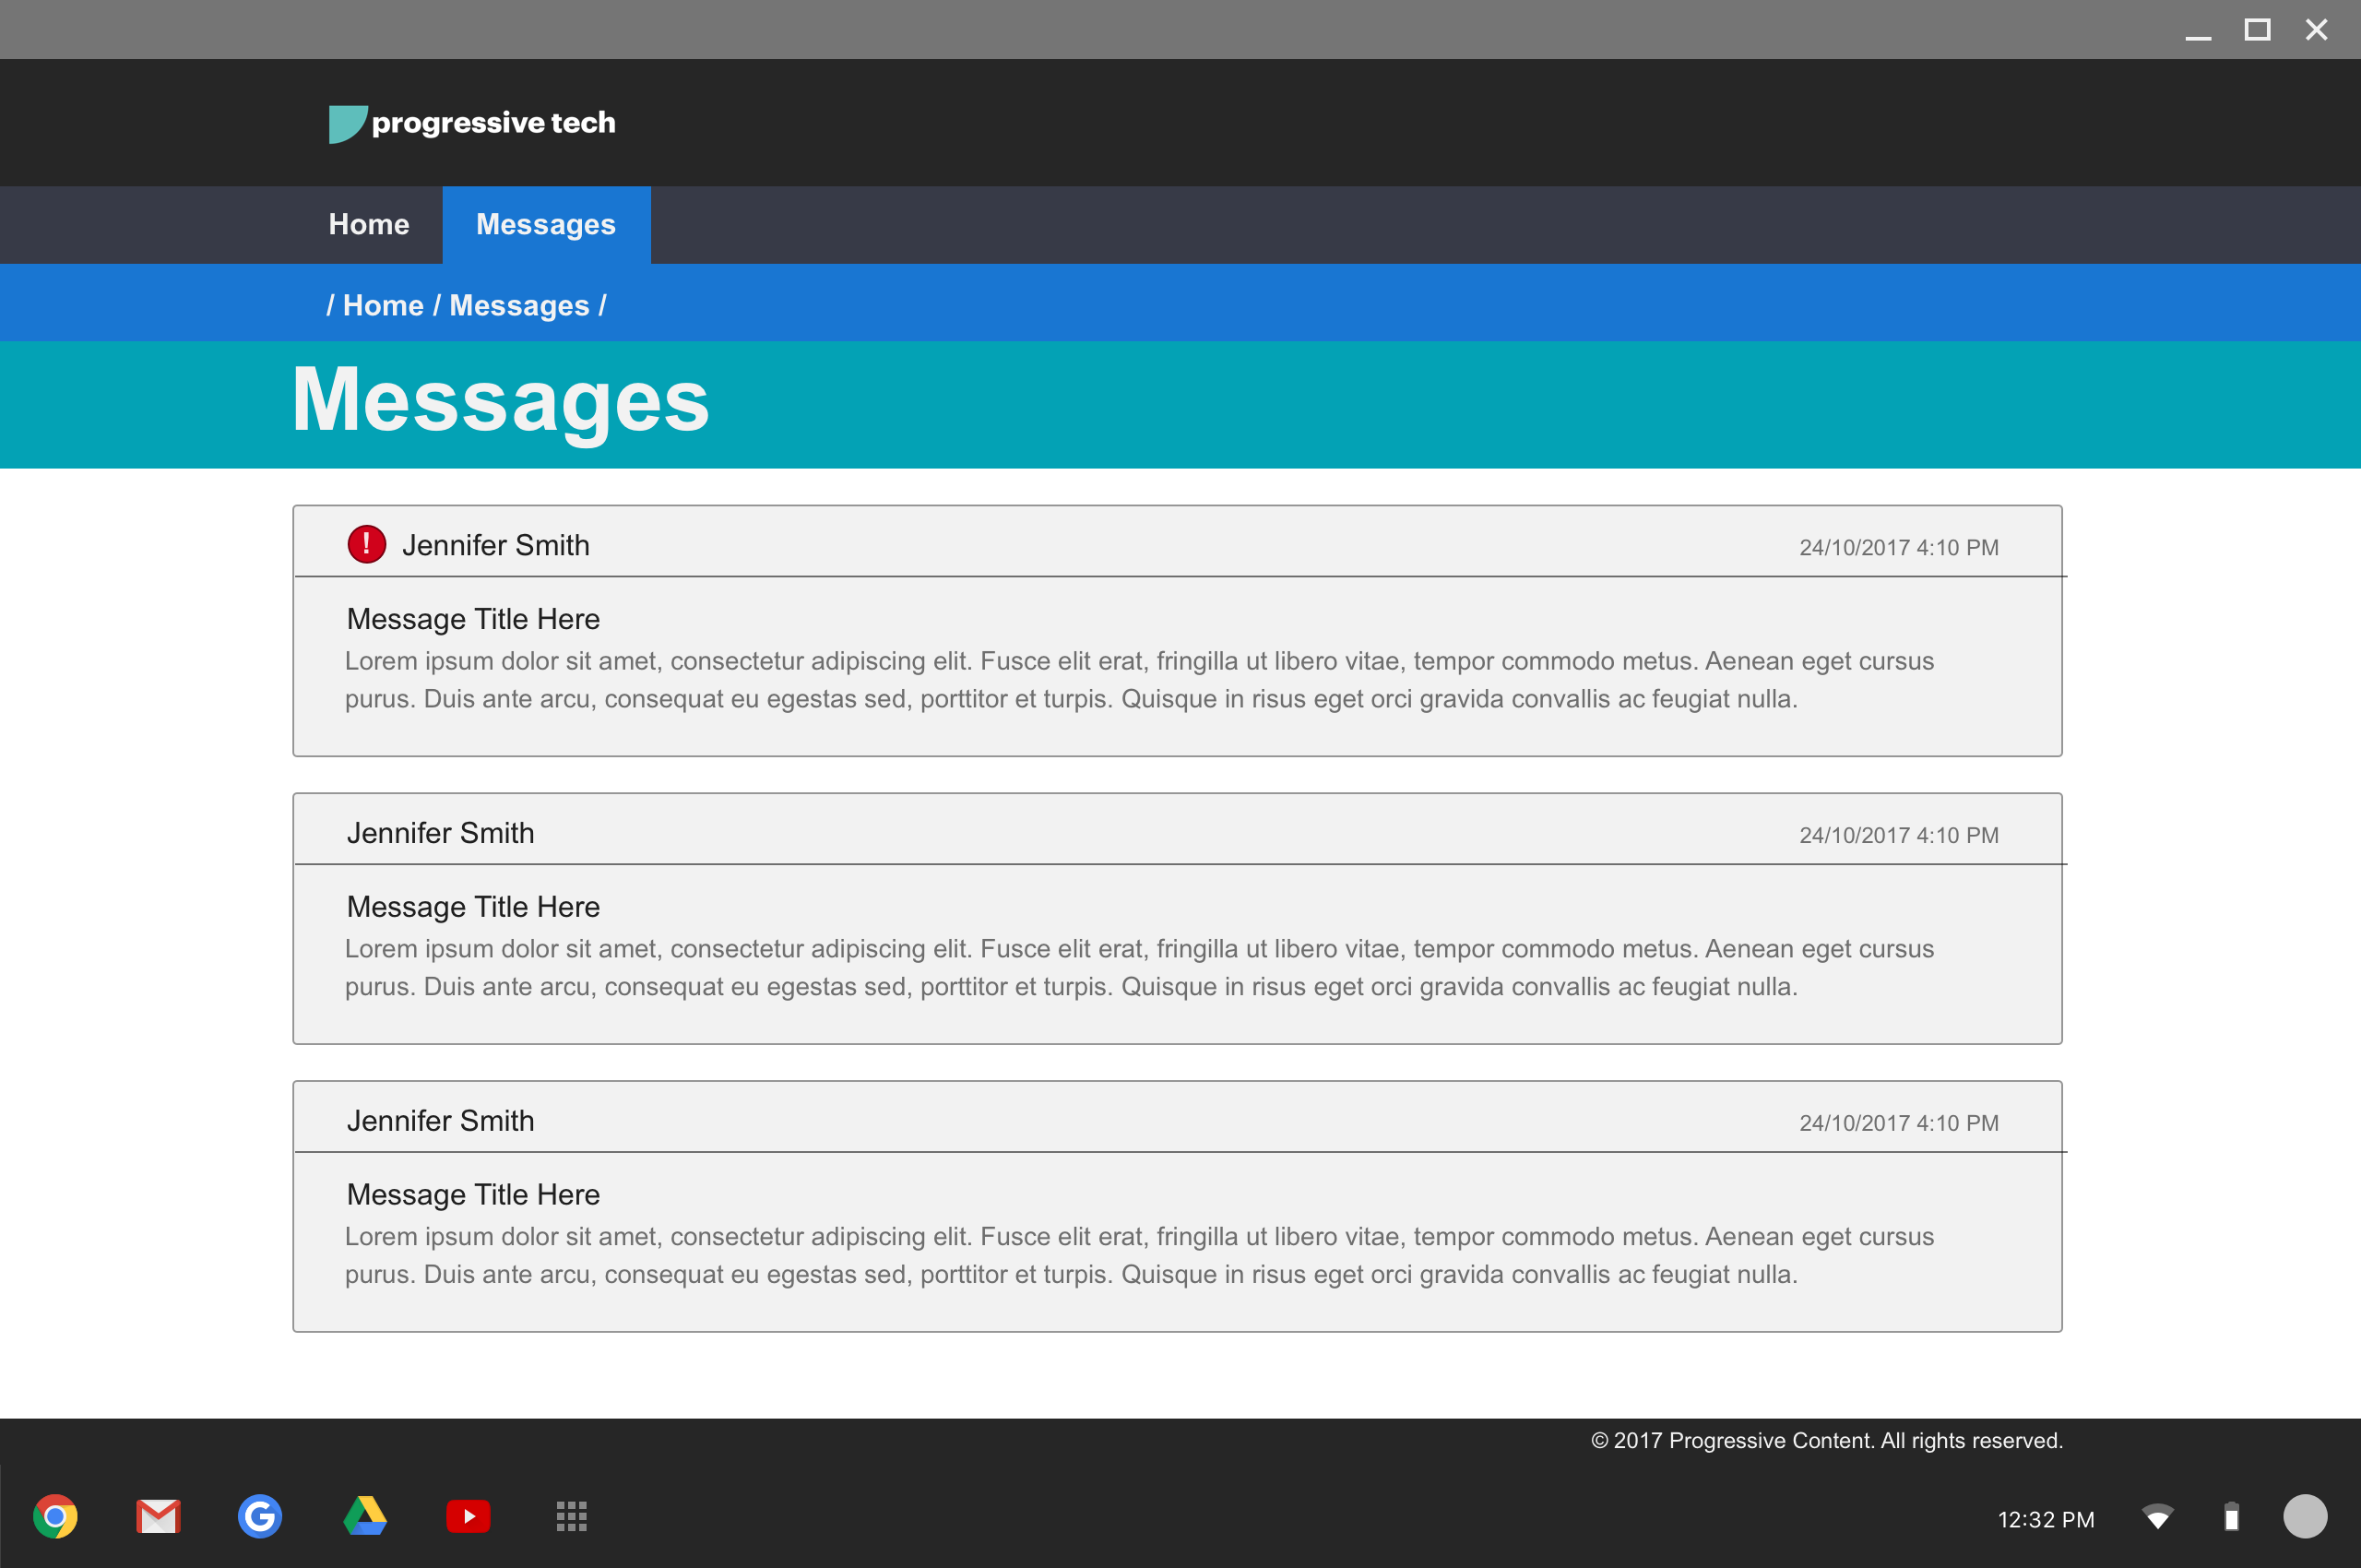 progressive tech
Home Messages
/ Home / Messages /
Messages
! Jennifer Smith 24/10/2017 4:10 PM
Message Title Here
Lorem ipsum dolor sit amet, consectetur adipiscing elit. Fusce elit erat, fringilla ut libero vitae, tempor commodo metus. Aenean eget cursus
purus. Duis ante arcu, consequat eu egestas sed, porttitor et turpis. Quisque in risus eget orci gravida convallis ac feugiat nulla.
Jennifer Smith 24/10/2017 4:10 PM
Message Title Here
Lorem ipsum dolor sit amet, consectetur adipiscing elit. Fusce elit erat, fringilla ut libero vitae, tempor commodo metus. Aenean eget cursus
purus. Duis ante arcu, consequat eu egestas sed, porttitor et turpis. Quisque in risus eget orci gravida convallis ac feugiat nulla.
Jennifer Smith 24/10/2017 4:10 PM
Message Title Here
Lorem ipsum dolor sit amet, consectetur adipiscing elit. Fusce elit erat, fringilla ut libero vitae, tempor commodo metus. Aenean eget cursus
purus. Duis ante arcu, consequat eu egestas sed, porttitor et turpis. Quisque in risus eget orci gravida convallis ac feugiat nulla.
© 2017 Progressive Content. All rights reserved.
G
12:32 PM